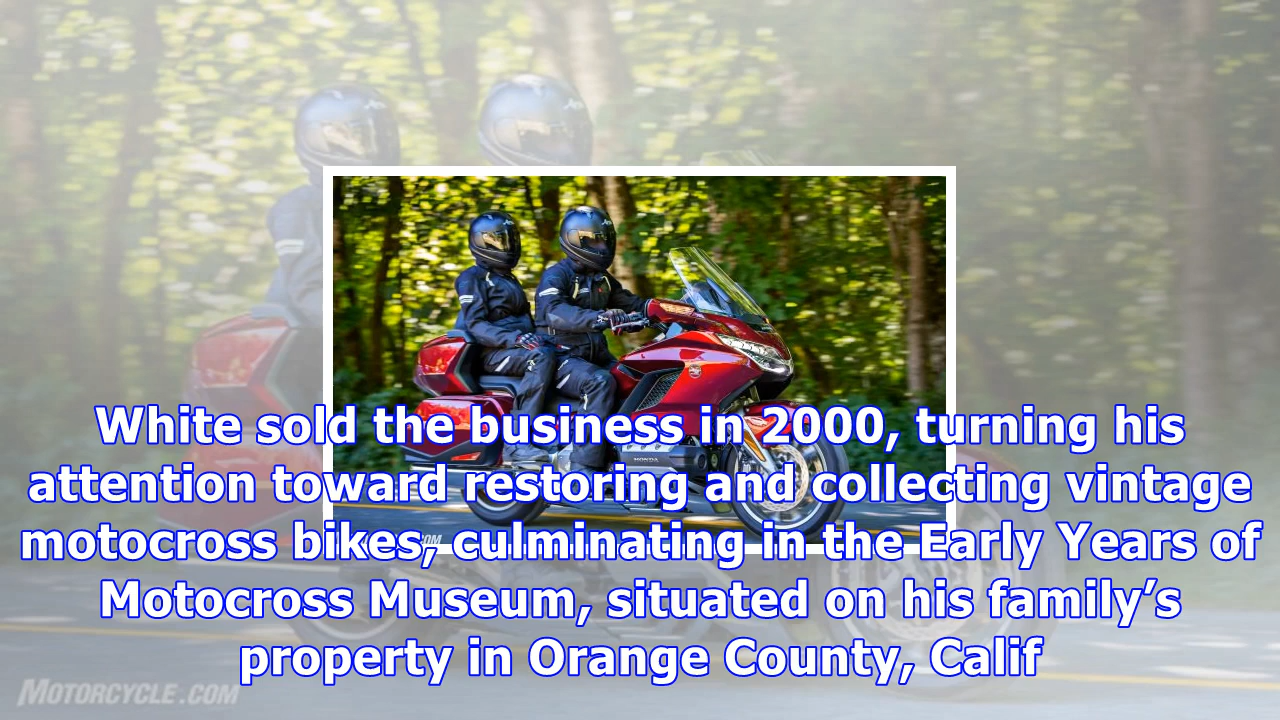 HONDA
White sold the business in 2000, turning his
attention toward restoring and collecting vintage
motocross bikes, culminating in the Early Years of
Motocross Museum, situated on his family’s
property in Orange County, Calif
MOTORCYCLE.COM